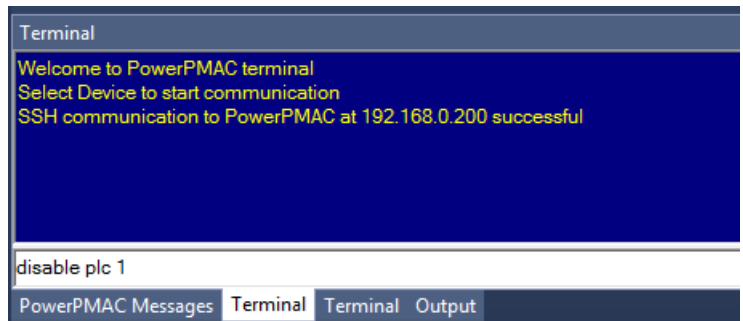 Terminal
Welcome to PowerPMAC terminal
Select Device to start communication
SSH communication to PowerPMAC at 192.168.0.200 successful
disable plc 1
PowerPMAC Messages Terminal Terminal Output